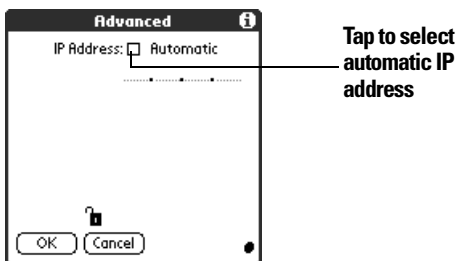 Advanced
IP Address: Automatic
Tap to select
automatic IP
address
OK Cancel